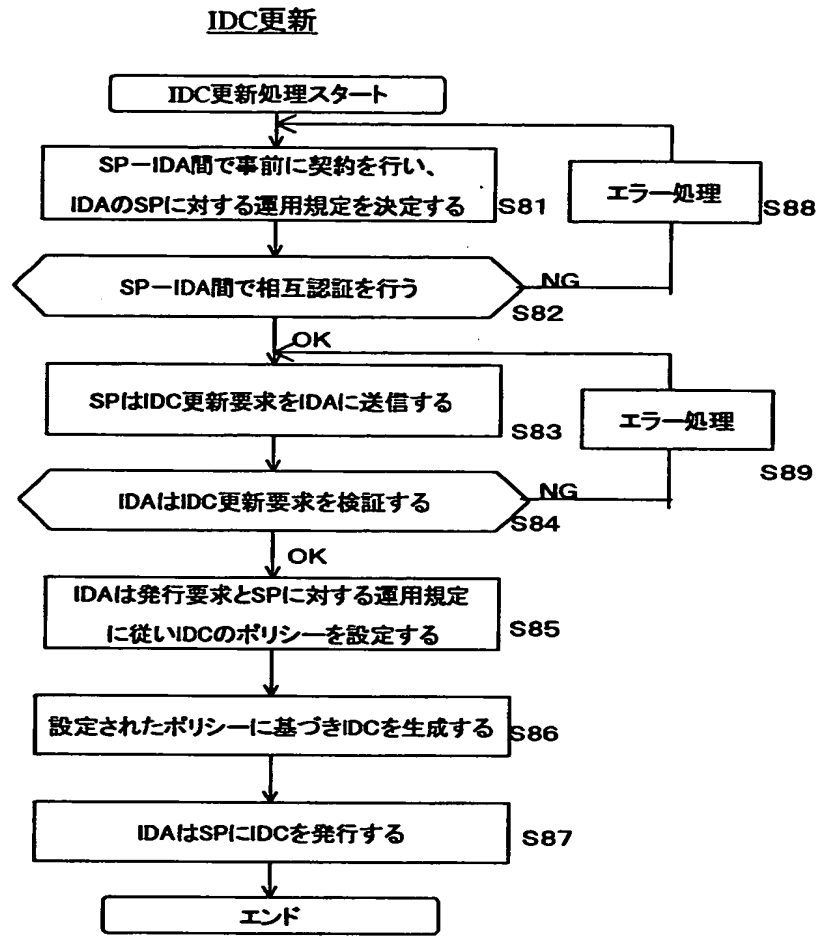 IDC更新
IDC更新処理スタート
SP－IDA間で事前に契約を行い、
IDAのSPに対する運用規定を決定する
S81
エラー処理
S88
SP－IDA間で相互認証を行う
NG
S82
OK
SPはIDC更新要求をIDAに送信する
S83
エラー処理
S89
IDAはIDC更新要求を検証する
NG
S84
OK
IDAは発行要求とSPに対する運用規定
に従いIDCのポリシーを設定する
S85
設定されたポリシーに基づきIDCを生成する
S86
IDAはSPにIDCを発行する
S87
エンド